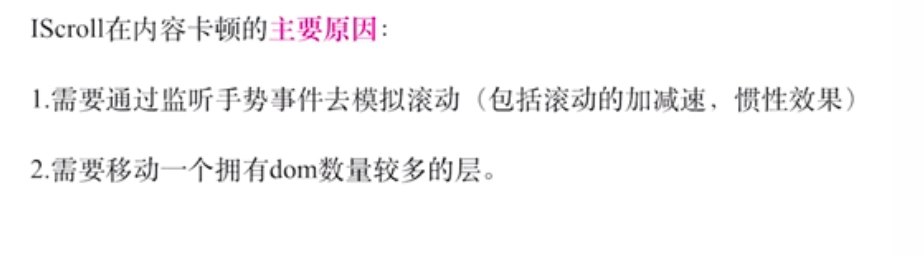 IScroll在内容卡顿的主要原因：
1.需要通过监听手势事件去模拟滚动（包括滚动的加减速，惯性效果）
2.需要移动一个拥有dom数量较多的层。